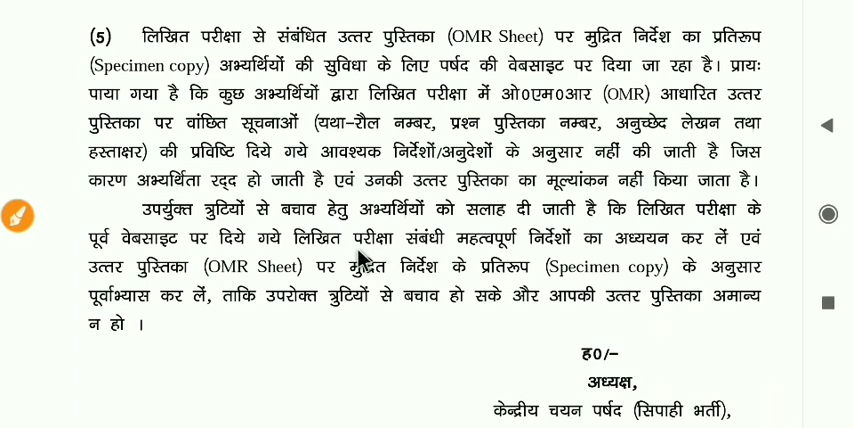 (5) लिखित परीक्षा से संबंधित उत्तर पुस्तिका (OMR Sheet) पर मुद्रित निर्देश का प्रतिरूप
(Specimen copy) अभ्यर्थियों की सुविधा के लिए पर्षद की वेबसाइट पर दिया जा रहा है। प्रायः
पाया गया है कि कुछ अभ्यर्थियों द्वारा लिखित परीक्षा में ओ0एम0आर (OMR) आधारित उत्तर
पुस्तिका पर वांछित सूचनाओं (यथा-रौल नम्बर, प्रश्न पुस्तिका नम्बर, अनुच्छेद लेखन तथा
हस्ताक्षर) की प्रविष्टि दिये गये आवश्यक निर्देशों/अनुदेशों के अनुसार नहीं की जाती है जिस
कारण अभ्यर्थिता रद्द हो जाती है एवं उनकी उत्तर पुस्तिका का मूल्यांकन नहीं किया जाता है।
उपर्युक्त त्रुटियों से बचाव हेतु अभ्यर्थियों को सलाह दी जाती है कि लिखित परीक्षा के
पूर्व वेबसाइट पर दिये गये लिखित परीक्षा संबंधी महत्वपूर्ण निर्देशों का अध्ययन कर लें एवं
उत्तर पुस्तिका (OMR Sheet) पर मुद्रित निर्देश के प्रतिरूप (Specimen copy) के अनुसार
पूर्वाभ्यास कर लें, ताकि उपरोक्त त्रुटियों से बचाव हो सके और आपकी उत्तर पुस्तिका अमान्य
न हो ।
ह0/-
अध्यक्ष,
केन्द्रीय चयन पर्षद (सिपाही भर्ती),